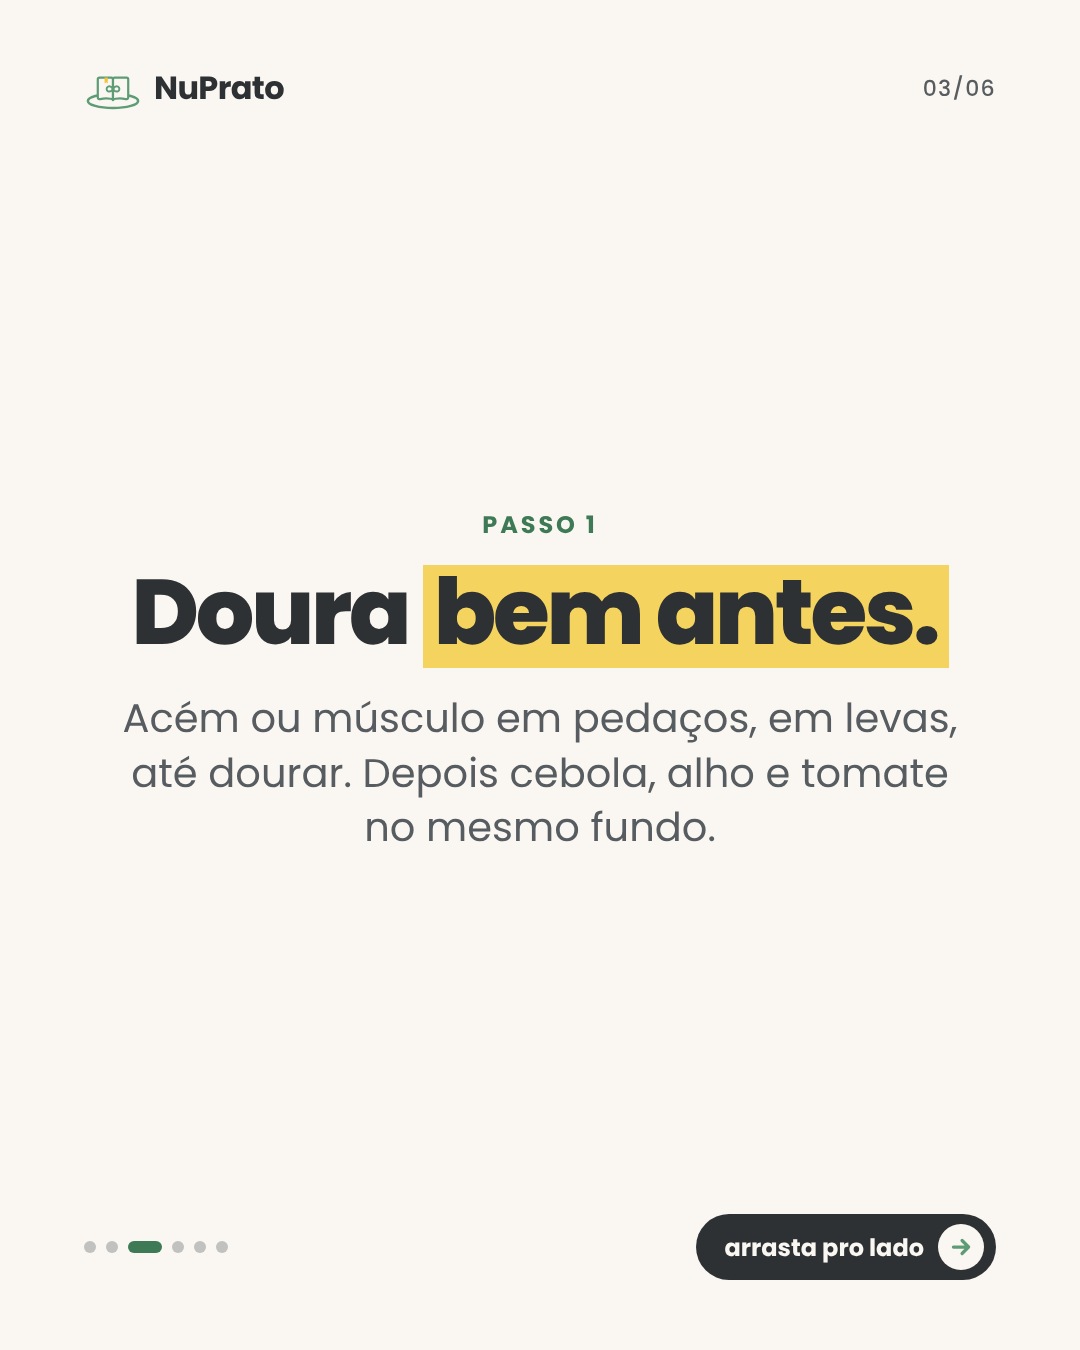 NuPrato
03/06
PASSO 1
Doura bem antes.
Acém ou músculo em pedaços, em levas,
até dourar. Depois cebola, alho e tomate
no mesmo fundo.
arrasta pro lado